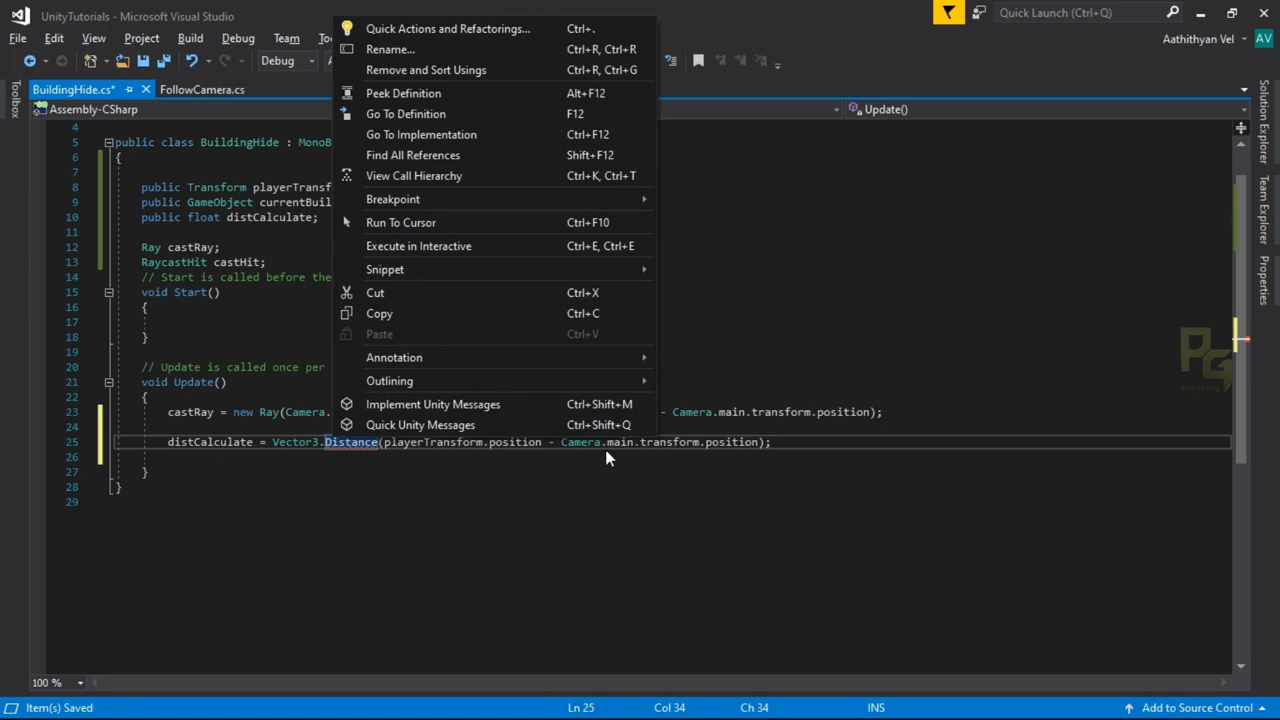 UnityTutorials - Microsoft Visual Studio
Quick Launch (Ctrl+Q)
File Edit View Project Build Debug Team
Aathithyan Vel AV
Debug
BuildingHide.cs* FollowCamera.cs
Assembly-CSharp
Update()
Toolbox
Solution Explorer
Team Explorer
Properties
Quick Actions and Refactorings... Ctrl+.
Rename... Ctrl+R, Ctrl+R
Remove and Sort Usings Ctrl+R, Ctrl+G
Peek Definition Alt+F12
Go To Definition F12
Go To Implementation Ctrl+F12
Find All References Shift+F12
View Call Hierarchy Ctrl+K, Ctrl+T
Breakpoint
Run To Cursor Ctrl+F10
Execute in Interactive Ctrl+E, Ctrl+E
Snippet
Cut Ctrl+X
Copy Ctrl+C
Paste Ctrl+V
Annotation
Outlining
Implement Unity Messages Ctrl+Shift+M
Quick Unity Messages Ctrl+Shift+Q
4
5 public class BuildingHide : MonoB
6 {
7
8 public Transform playerTransf
9 public GameObject currentBuil
10 public float distCalculate;
11
12 Ray castRay;
13 RaycastHit castHit;
14 // Start is called before the
15 void Start()
16 {
17
18 }
19
20 // Update is called once per
21 void Update()
22 {
23 castRay = new Ray(Camera. - Camera.main.transform.position);
24
25 distCalculate = Vector3.Distance(playerTransform.position - Camera.main.transform.position);
26
27 }
28 }
29
PG
100 %
Item(s) Saved Ln 25 Col 34 Ch 34 INS Add to Source Control